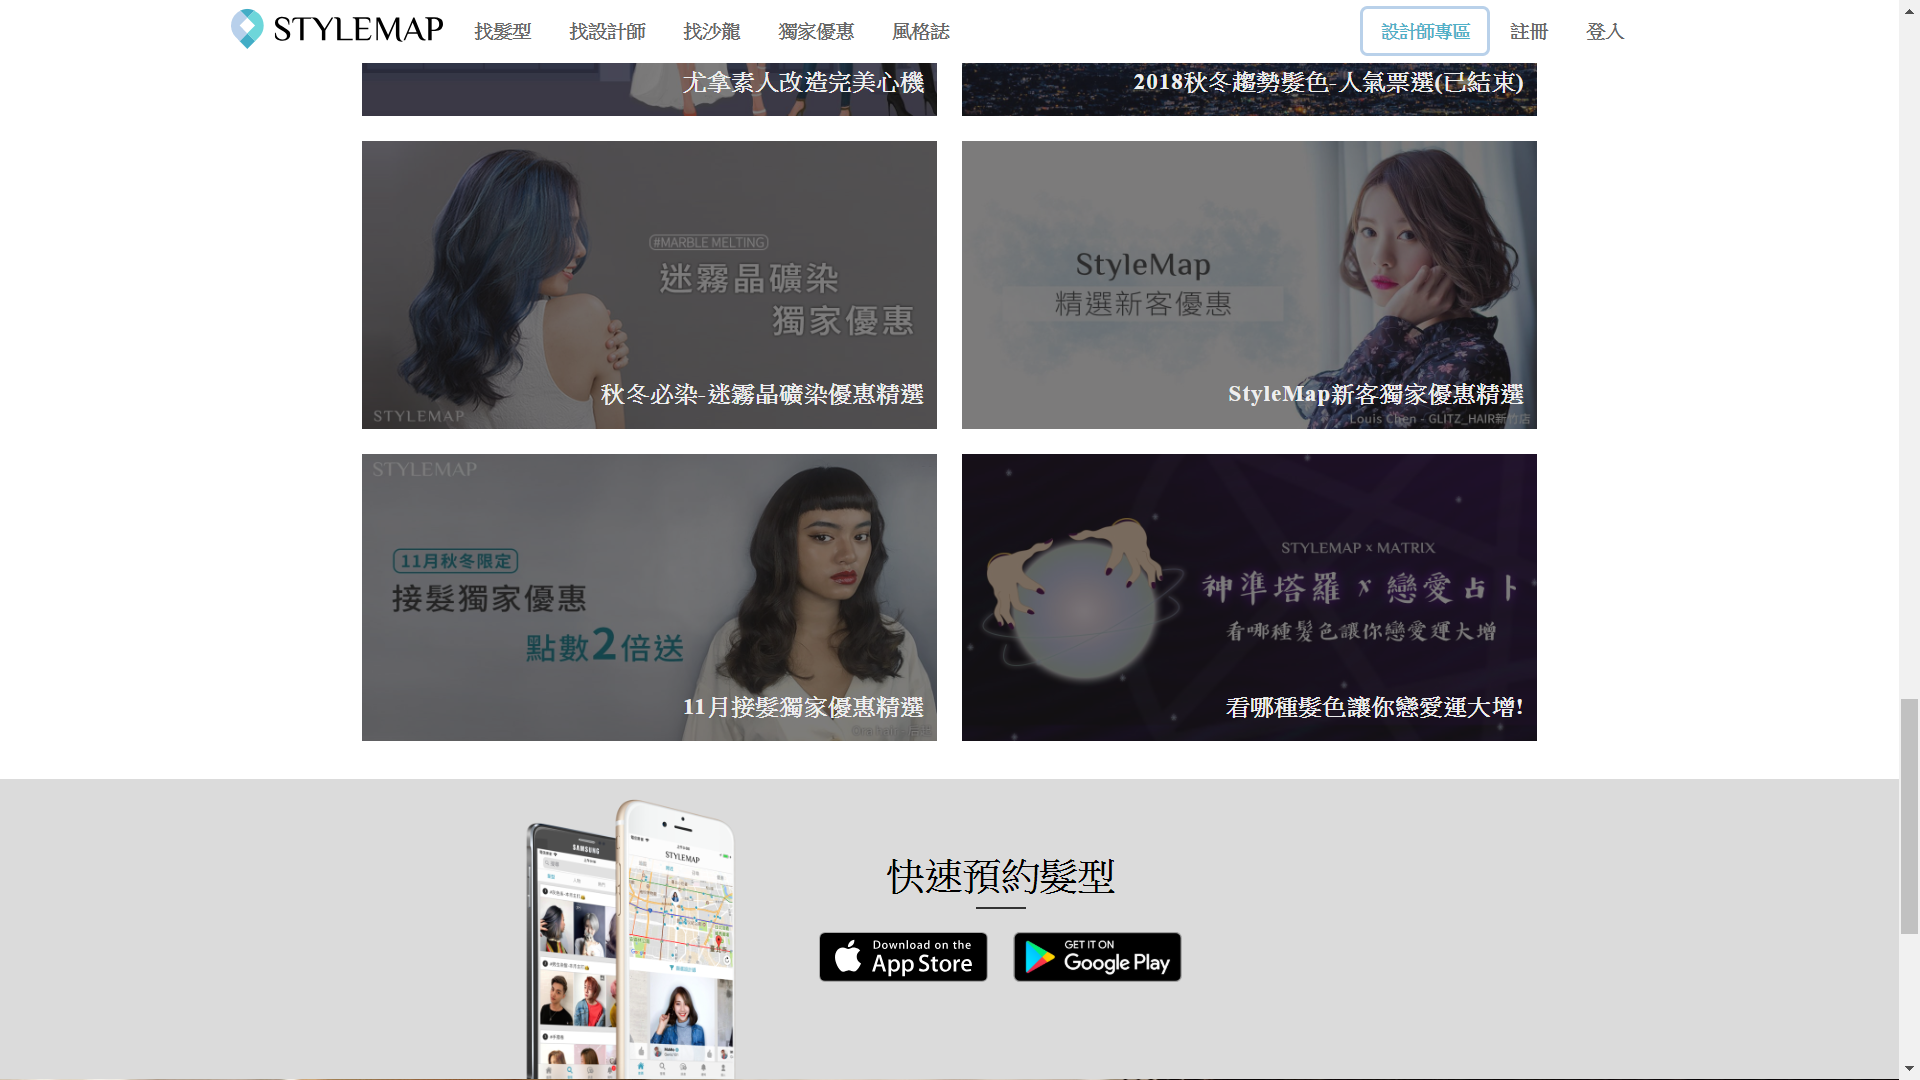 STYLEMAP 找髮型 找設計師 找沙龍 獨家優惠 風格誌 設計師專區 註冊 登入
尤拿素人改造完美心機
2018秋冬趨勢髮色-人氣票選(已結束)
#MARBLE MELTING
迷霧晶礦染
獨家優惠
秋冬必染-迷霧晶礦染優惠精選
STYLEMAP
StyleMap
精選新客優惠
StyleMap新客獨家優惠精選
Louis Chen - GLITZ_HAIR新竹店
STYLEMAP
11月秋冬限定
接髮獨家優惠
點數2倍送
11月接髮獨家優惠精選
STYLEMAP x MATRIX
神準塔羅 x 戀愛占卜
看哪種髮色讓你戀愛運大增
看哪種髮色讓你戀愛運大增!
SAMSUNG
STYLEMAP
快速預約髮型
Download on the
App Store
GET IT ON
Google Play